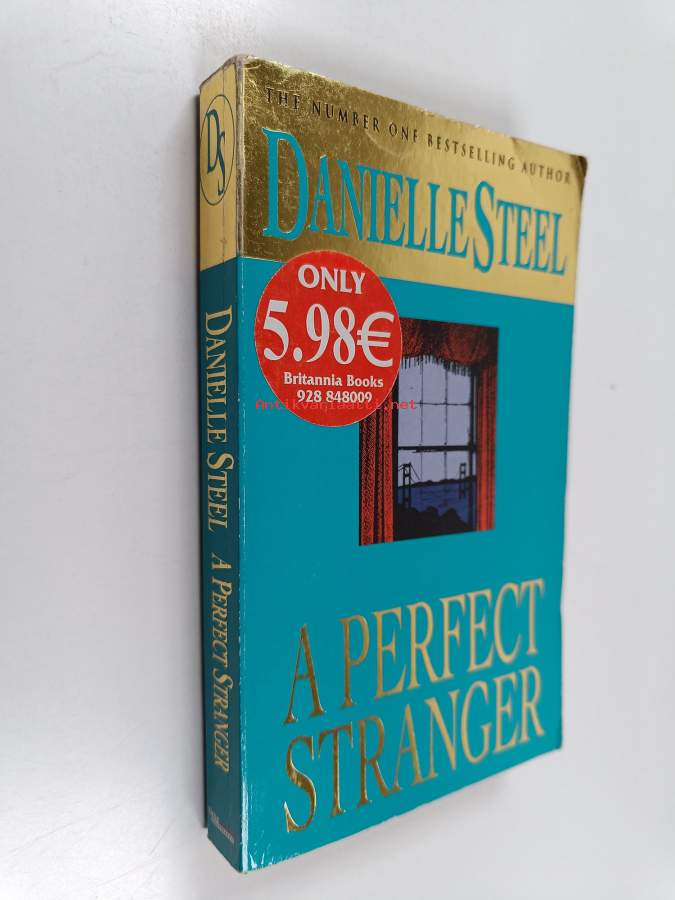 THE NUMBER ONE BESTSELLING AUTHOR
DANIELLE STEEL
ONLY
5.98€
Britannia Books
928 848009
Antikvariaatti.net
A PERFECT
STRANGER
DS
DANIELLE STEEL A PERFECT STRANGER